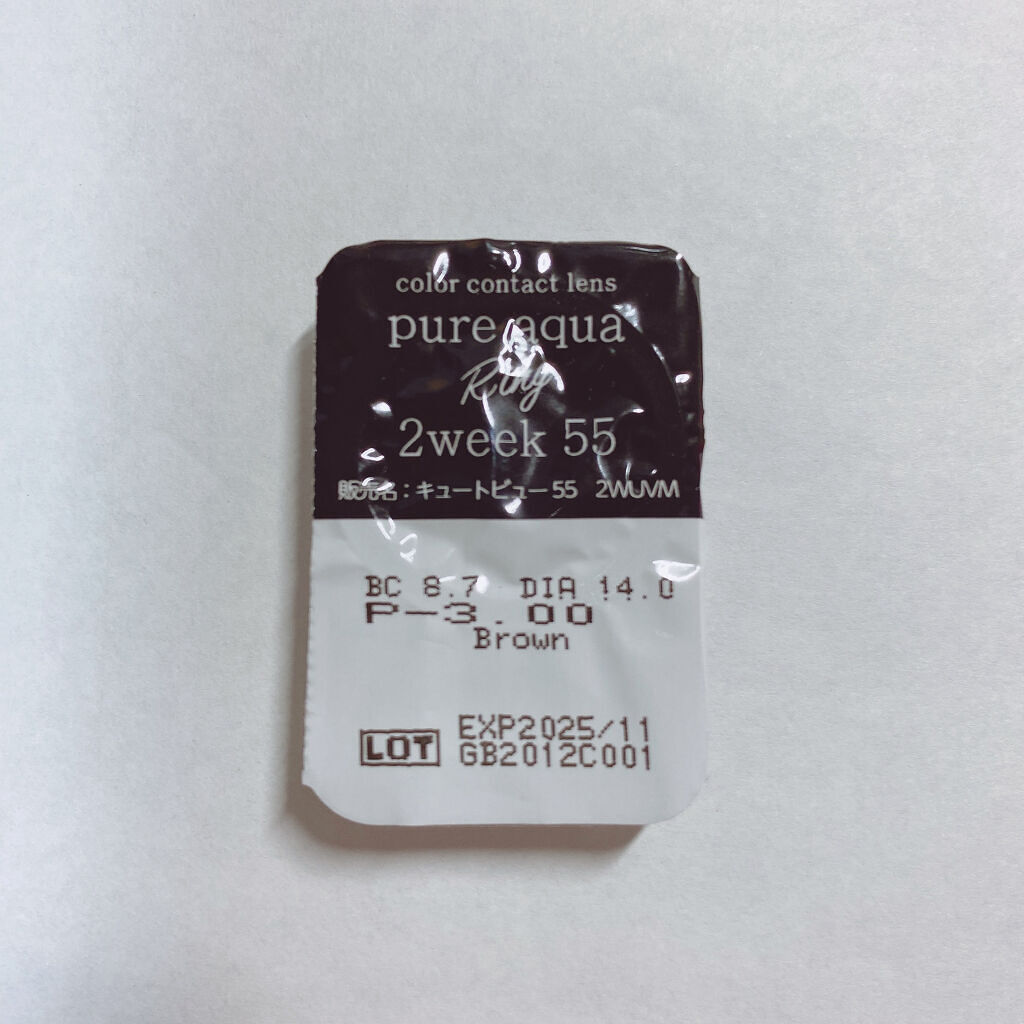 color contact lens
pure aqua
Ring
2week 55
販売名：キュートビュー55 2WUVM
BC 8.7 DIA 14.0
P-3.00
Brown
LOT EXP2025/11
GB2012C001